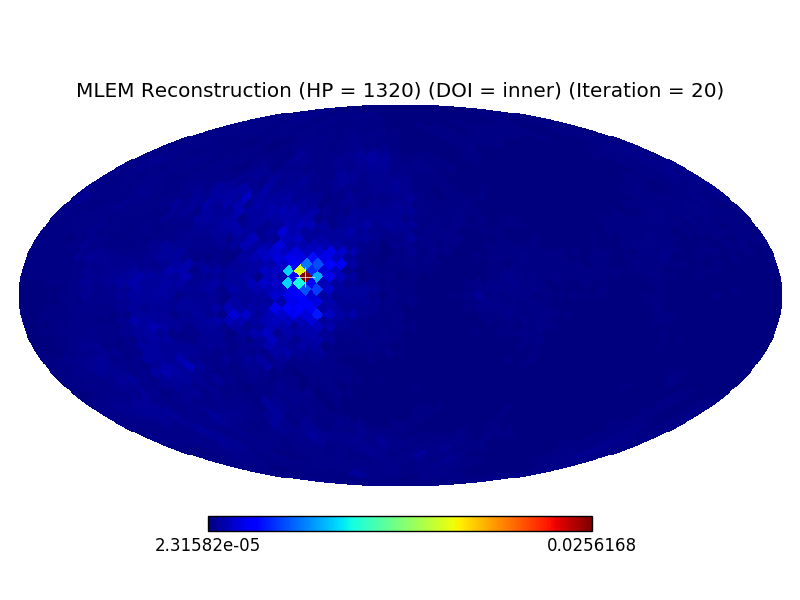 MLEM Reconstruction (HP = 1320) (DOI = inner) (Iteration = 20)
2.31582e-05 0.0256168